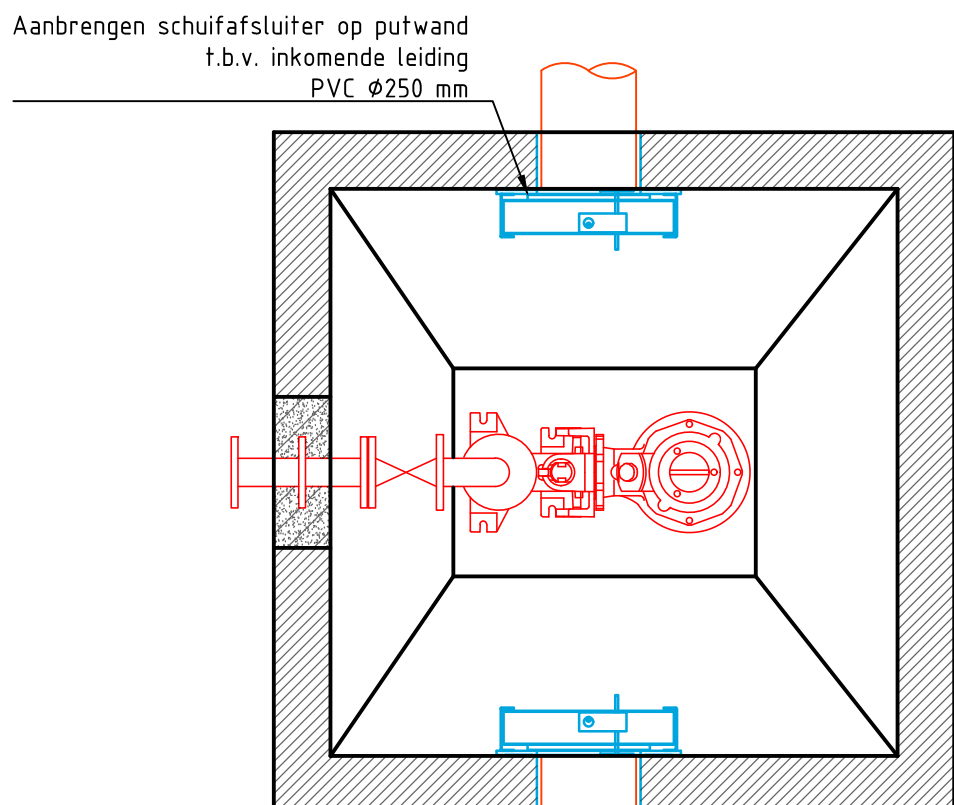 Aanbrengen schuifafsluiter op putwand
t.b.v. inkomende leiding
PVC Ø250 mm